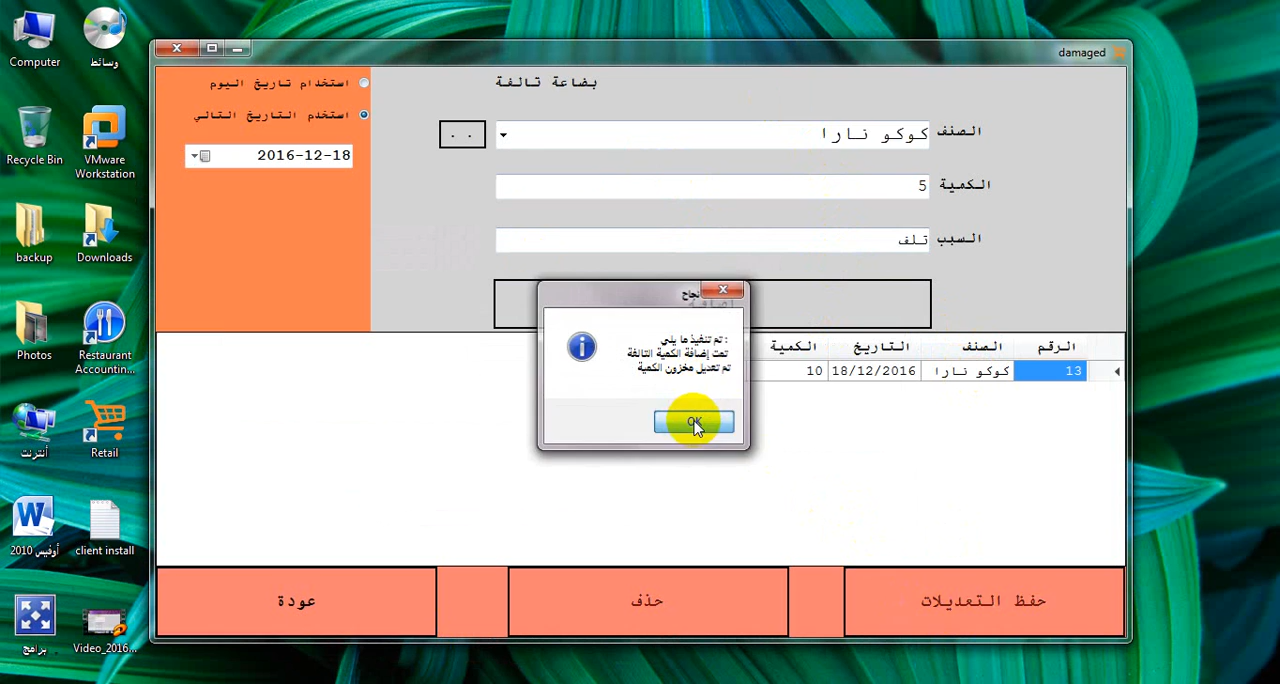 Computer
وسائط
Recycle Bin
VMware
Workstation
backup
Downloads
Photos
Restaurant
Accountin...
أنترنت
Retail
أوفيس 2010
client install
برامج
Video_2016...
damaged
بضاعة تالفة
استخدام تاريخ اليوم
استخدم التاريخ التالي
2016-12-18
الصنف
كوكو نارا
. .
الكمية
5
السبب
تلف
اضافة
نجاح
تم تنفيذ ما يلي :
تمت إضافة الكمية التالفة
تم تعديل مخزون الكمية
OK
الرقم الصنف التاريخ الكمية
13 كوكو نارا 18/12/2016 10
حفظ التعديلات
حذف
عودة